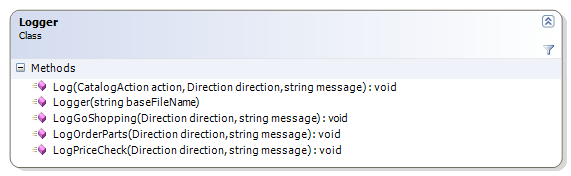 Logger
Class
Methods
Log(CatalogAction action, Direction direction,string message) : void
Logger(string baseFileName)
LogGoShopping(Direction direction, string message) : void
LogOrderParts(Direction direction, string message) : void
LogPriceCheck(Direction direction, string message) : void